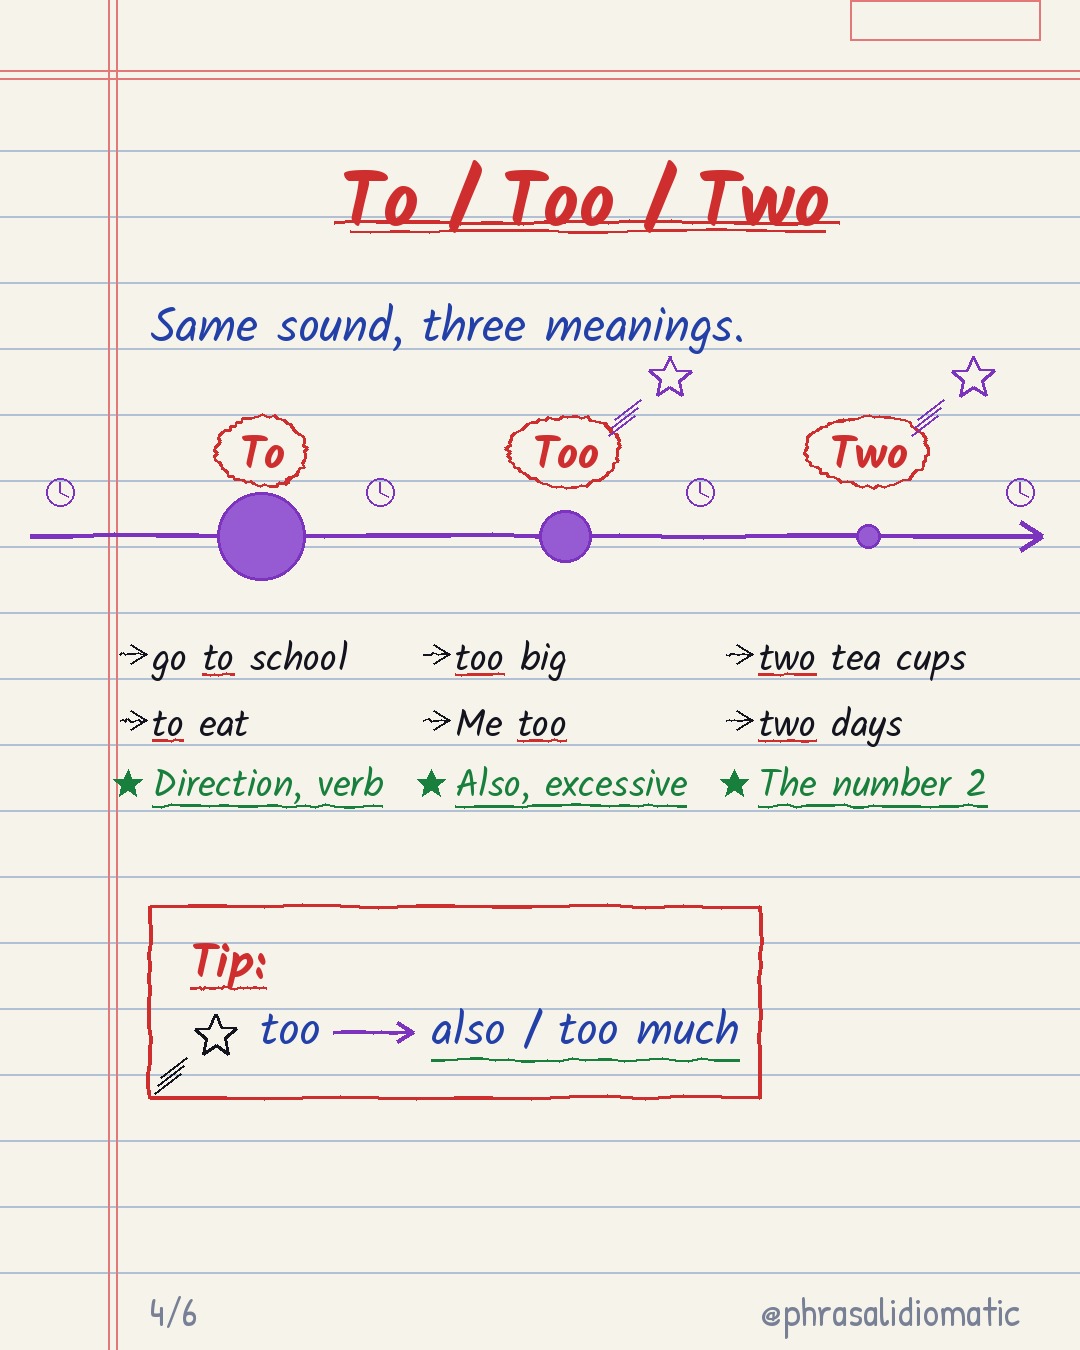 To / Too / Two
Same sound, three meanings.
To
Too
Two
go to school
to eat
Direction, verb
too big
Me too
Also, excessive
two tea cups
two days
The number 2
Tip:
too → also / too much
4/6
@phrasalidiomatic